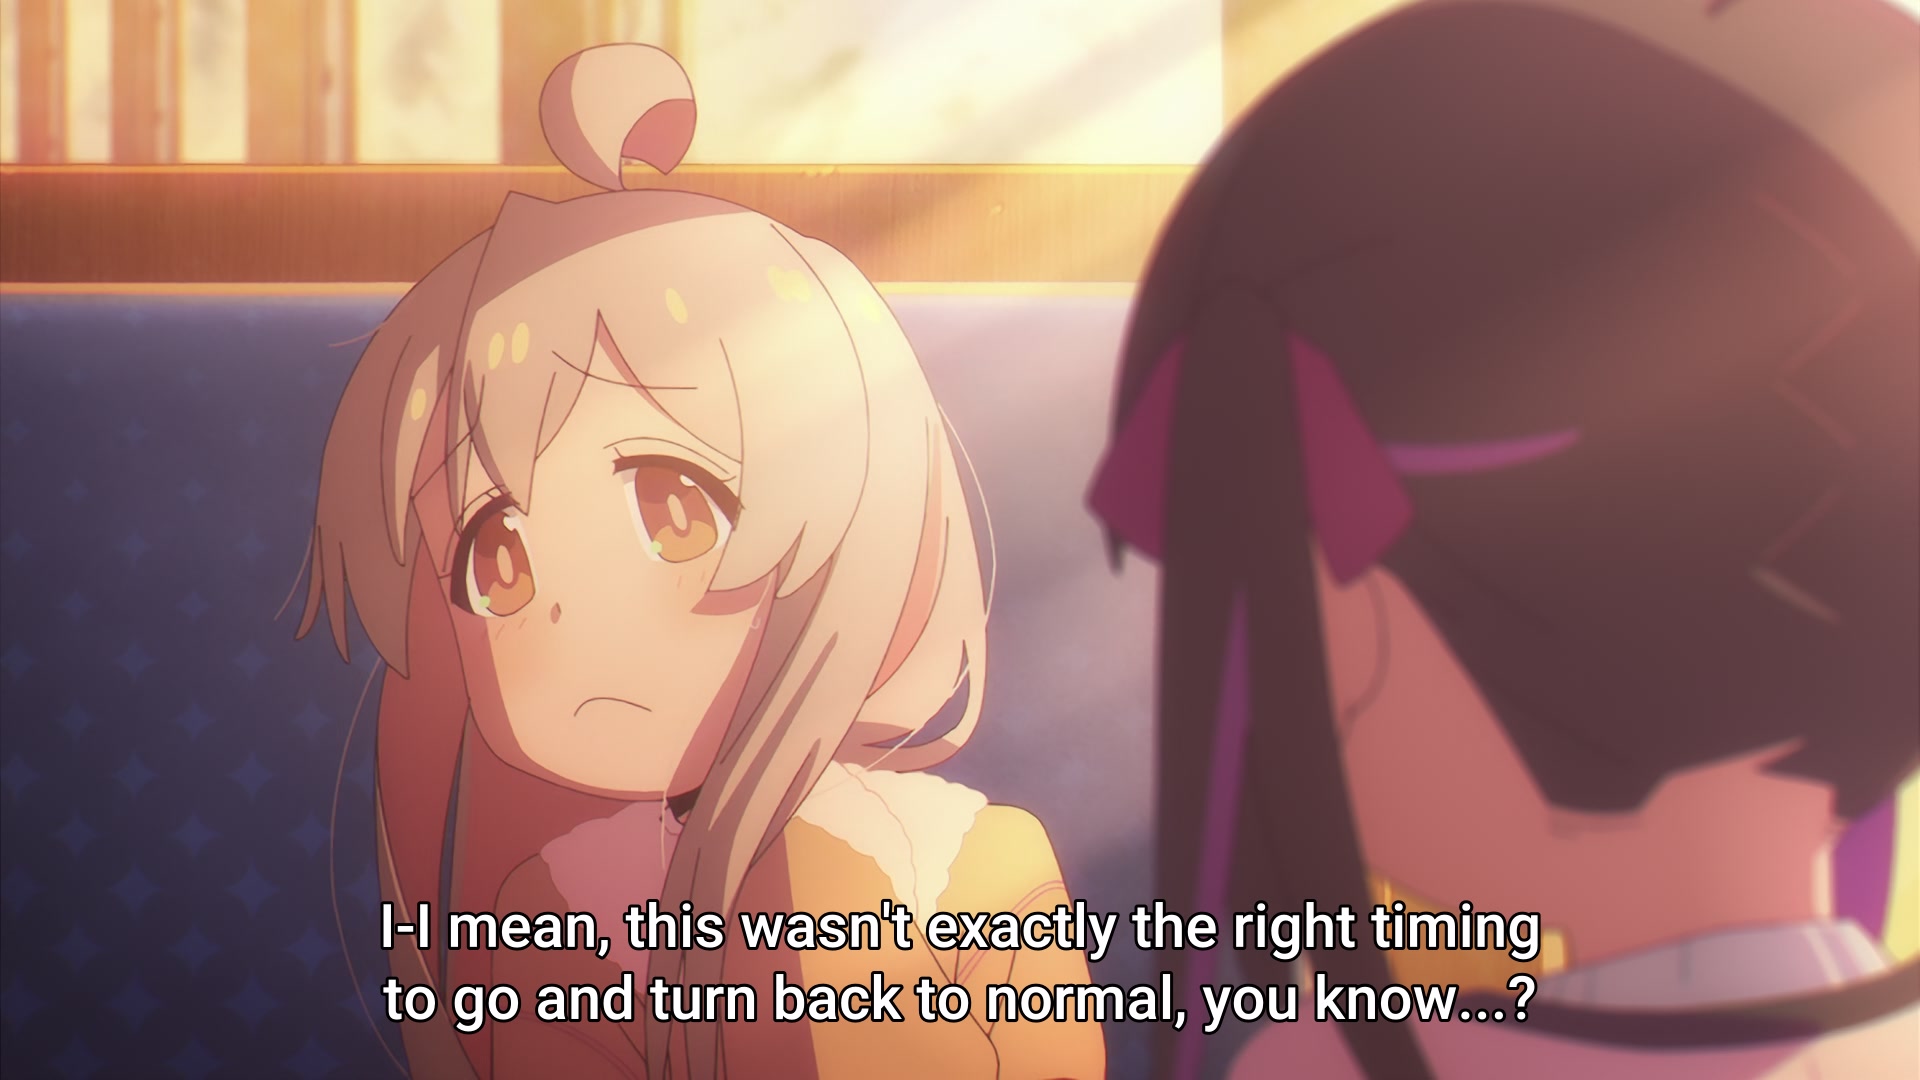 I-I mean, this wasn't exactly the right timing
to go and turn back to normal, you know...?